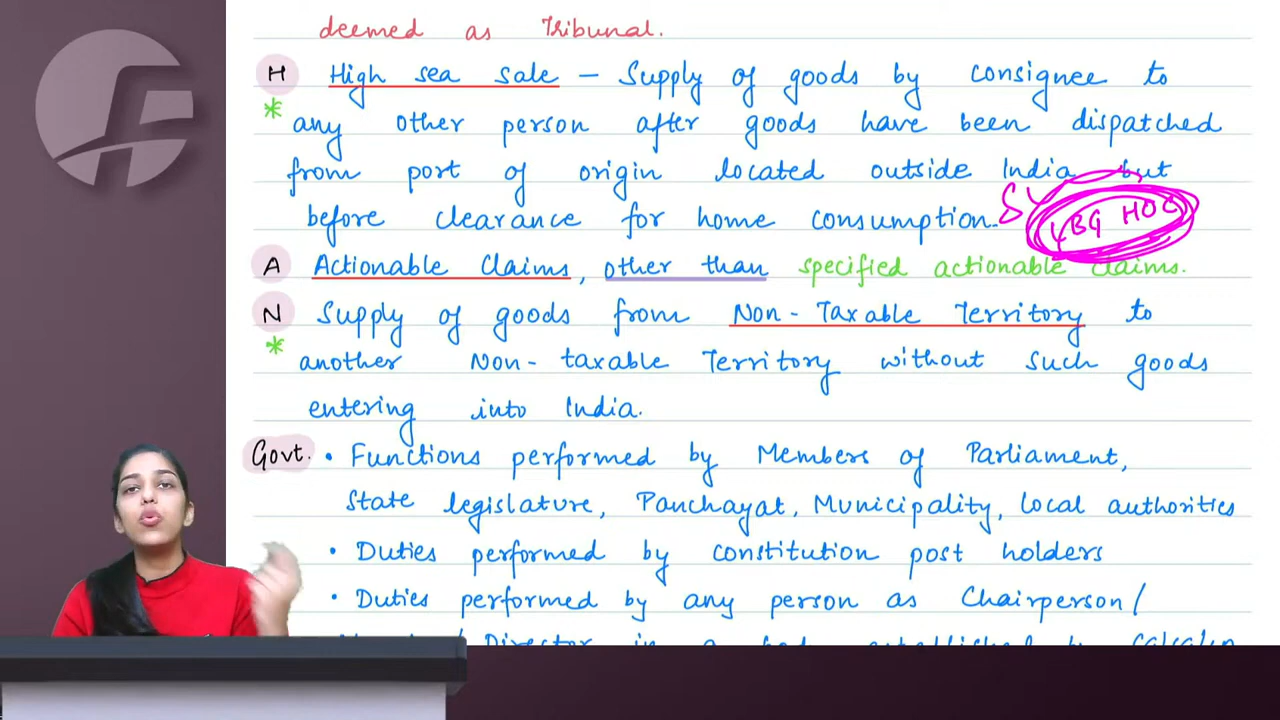 deemed as Tribunal.
H High sea sale – Supply of goods by consignee to
* any other person after goods have been dispatched
from port of origin located outside India but
before clearance for home consumption.
YBG HOC
A Actionable Claims, other than specified actionable claims.
N Supply of goods from Non-Taxable Territory to
* another Non-taxable Territory without such goods
entering into India.
Govt. • Functions performed by Members of Parliament,
State legislature, Panchayat, Municipality, Local authorities
• Duties performed by constitution post holders
• Duties performed by any person as Chairperson/
Director in a